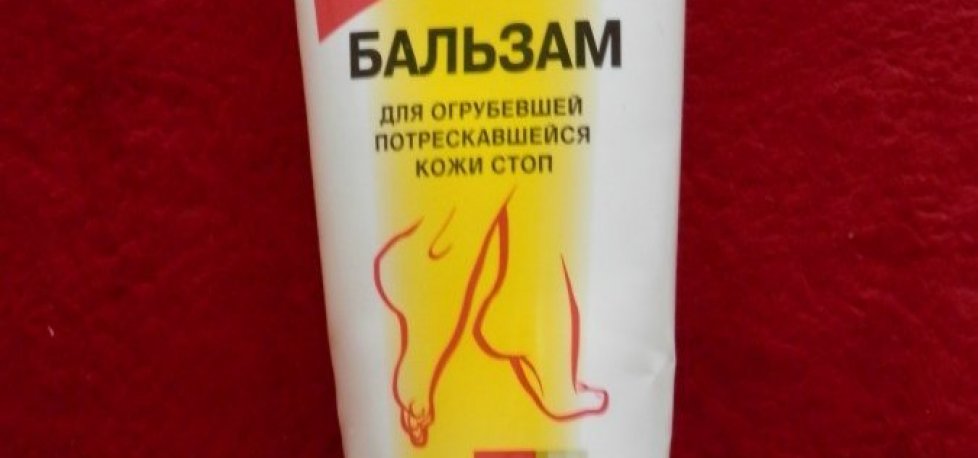 БАЛЬЗАМ
ДЛЯ ОГРУБЕВШЕЙ
ПОТРЕСКАВШЕЙСЯ
КОЖИ СТОП